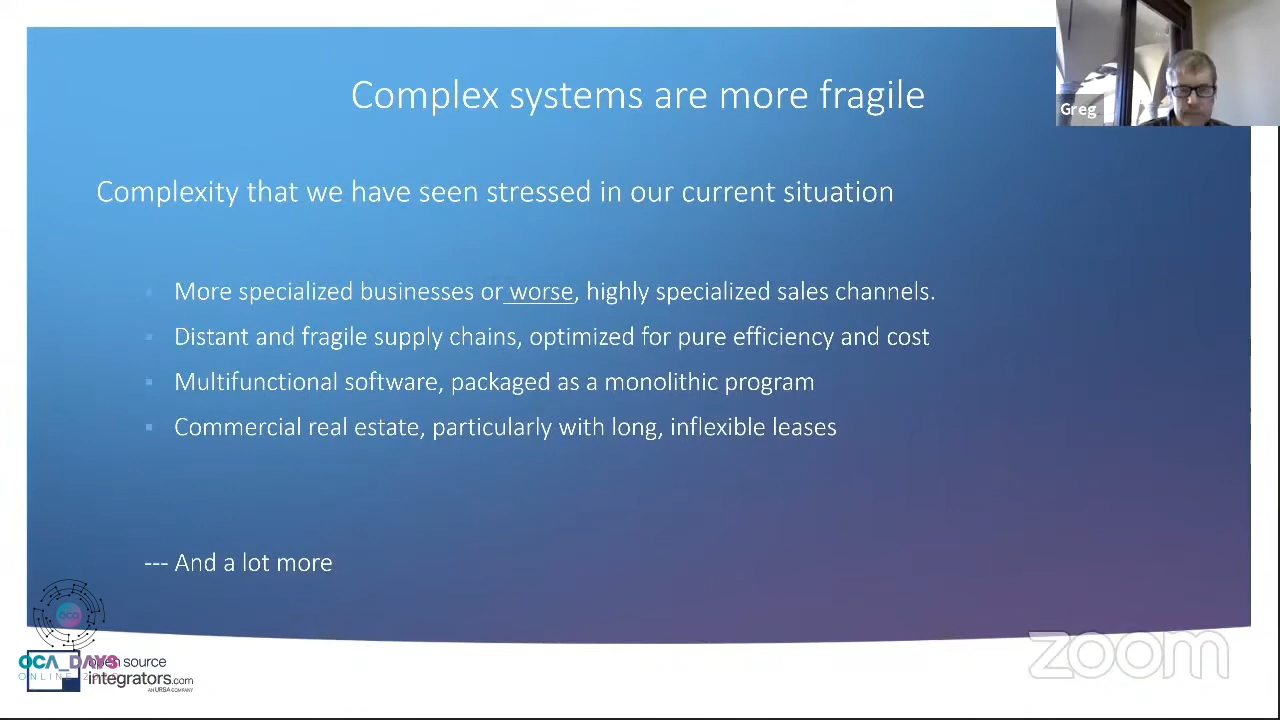 Complex systems are more fragile
Greg
Complexity that we have seen stressed in our current situation
More specialized businesses or worse, highly specialized sales channels.
Distant and fragile supply chains, optimized for pure efficiency and cost
Multifunctional software, packaged as a monolithic program
Commercial real estate, particularly with long, inflexible leases
--- And a lot more
OCA_DAYS
ONLINE
open source
integrators.com
AN URSA COMPANY
zoom